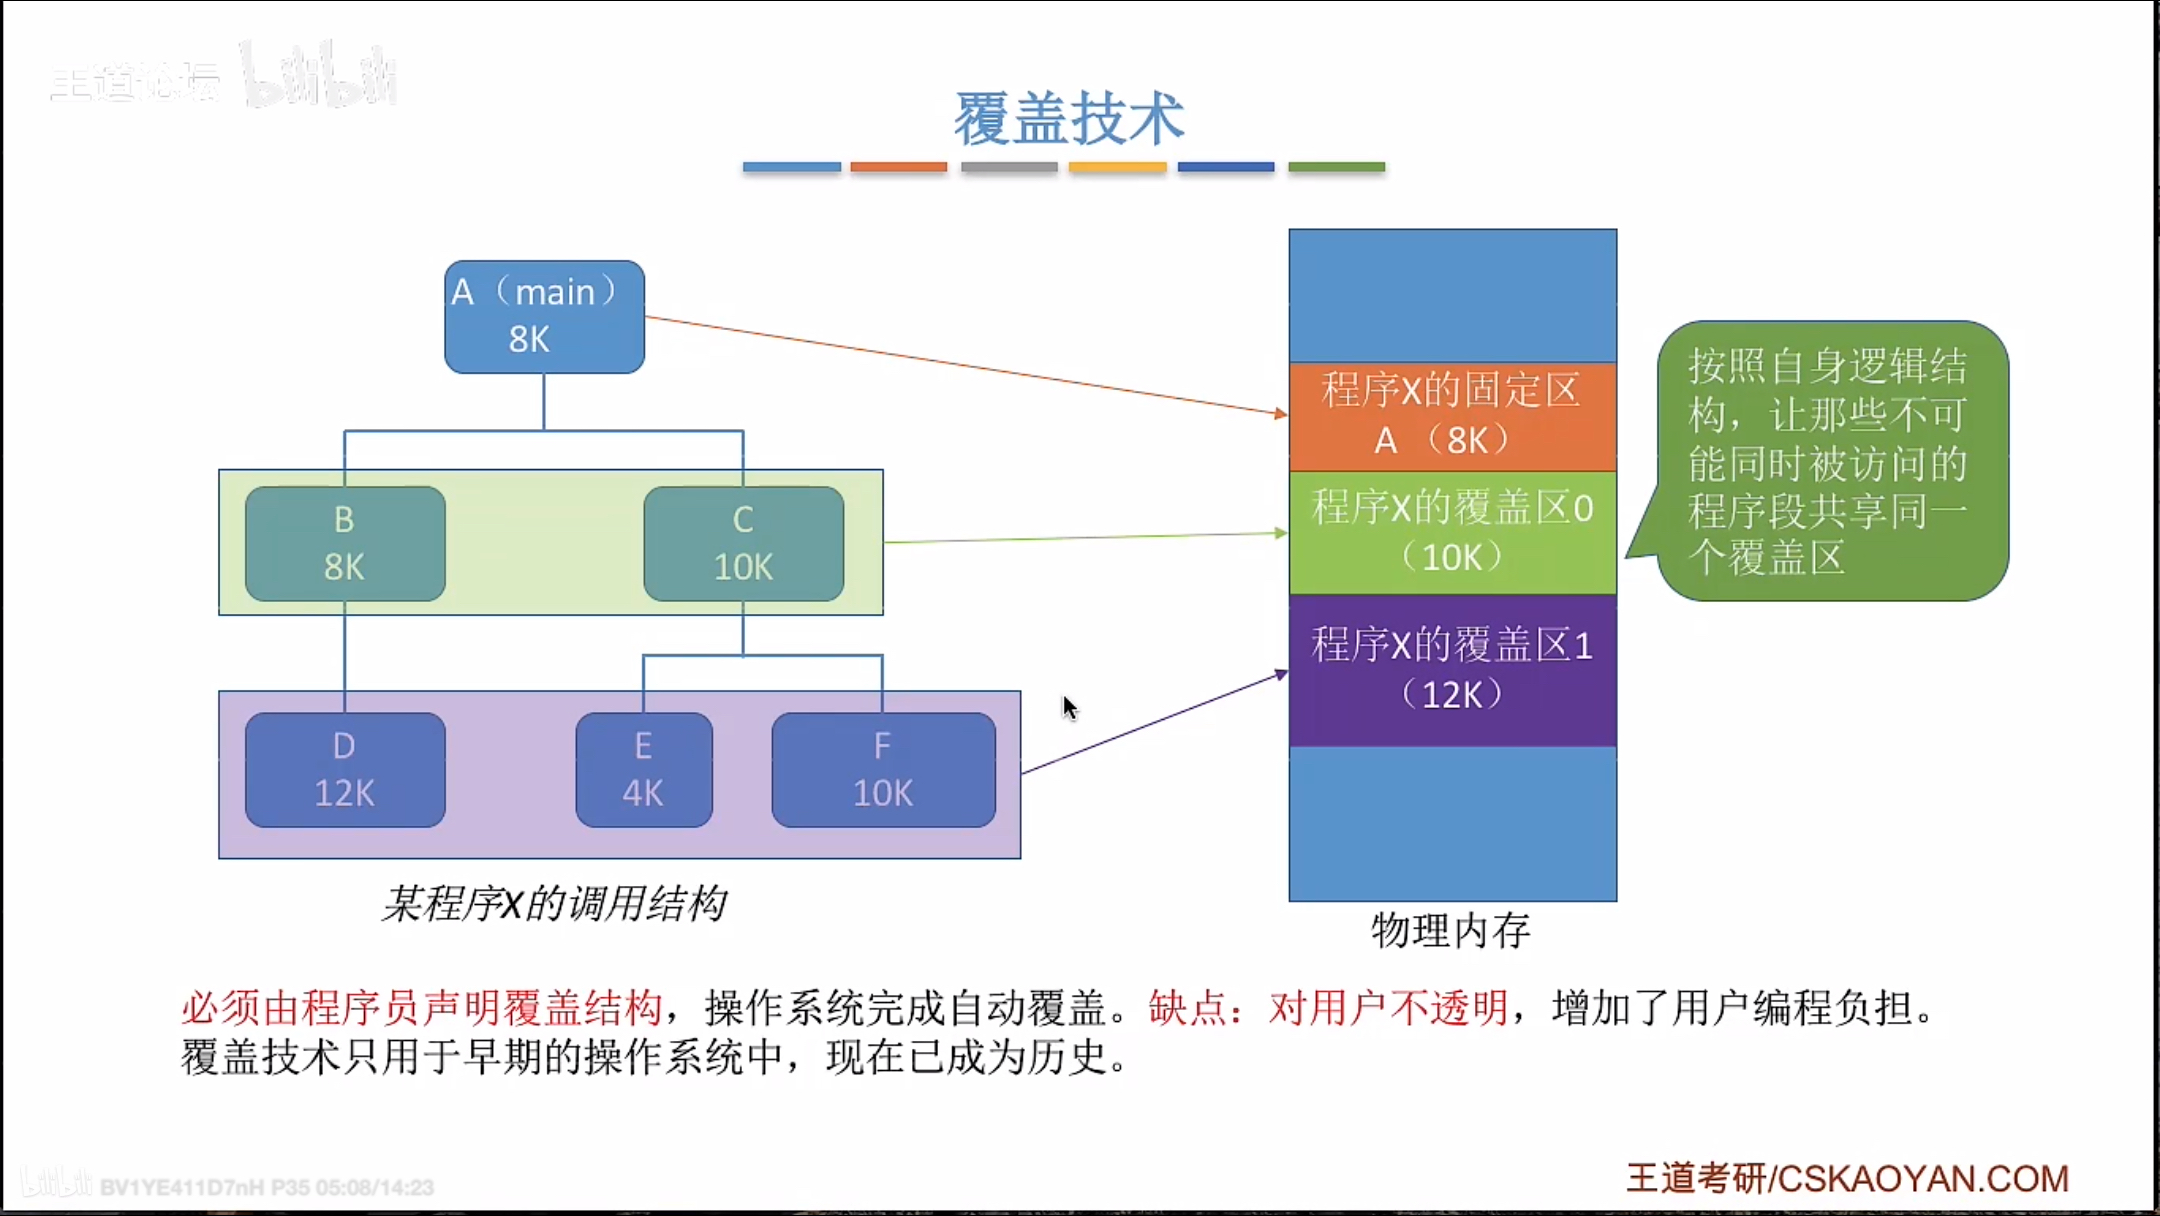 王道论坛 bilibili
覆盖技术
A（main）
8K
B
8K
C
10K
D
12K
E
4K
F
10K
某程序X的调用结构
程序X的固定区
A （8K）
程序X的覆盖区0
（10K）
程序X的覆盖区1
（12K）
物理内存
按照自身逻辑结
构，让那些不可
能同时被访问的
程序段共享同一
个覆盖区
必须由程序员声明覆盖结构，操作系统完成自动覆盖。缺点：对用户不透明，增加了用户编程负担。
覆盖技术只用于早期的操作系统中，现在已成为历史。
bilibili BV1YE411D7nH P35 05:08/14:23
王道考研/CSKAOYAN.COM